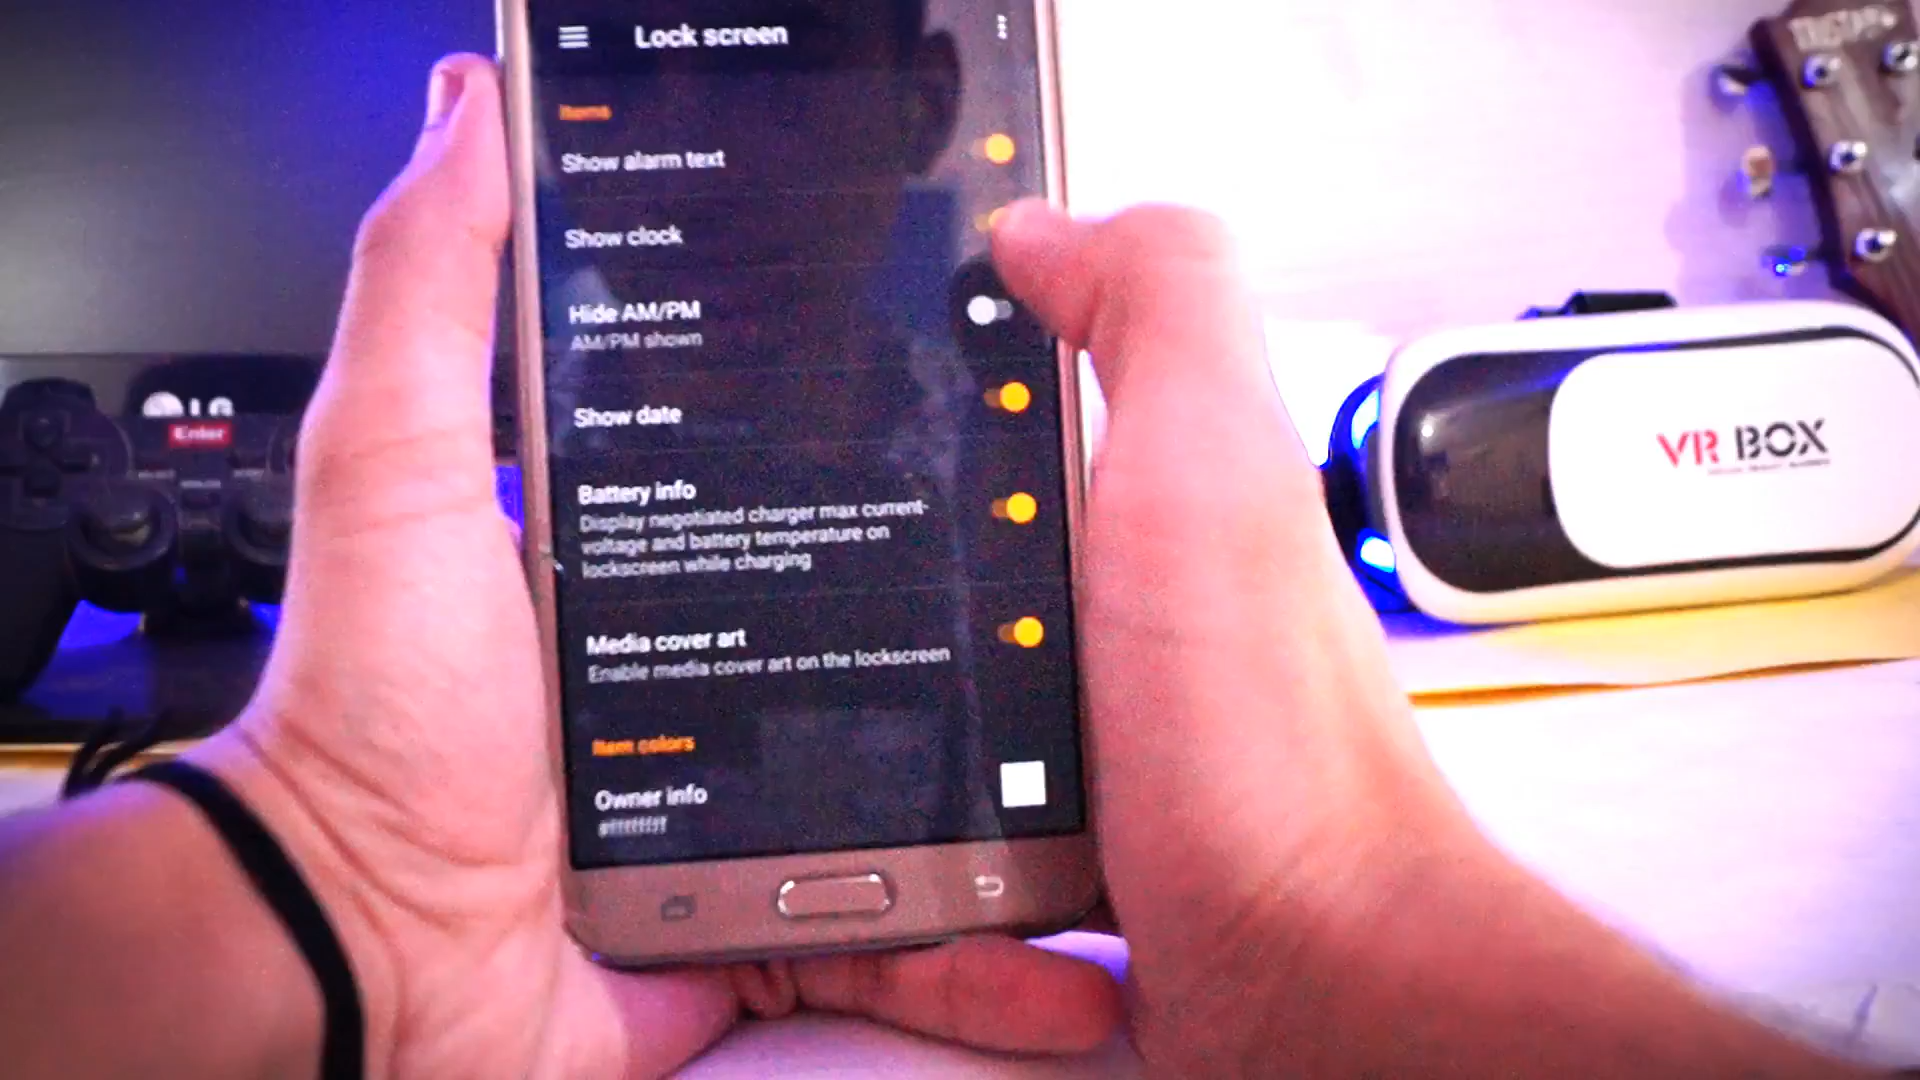 Lock screen
Items
Show alarm text
Show clock
Hide AM/PM
AM/PM shown
Show date
Battery info
Display negotiated charger max current-
voltage and battery temperature on
lockscreen while charging
Media cover art
Enable media cover art on the lockscreen
Item colors
Owner info
LG
Enter
VR BOX